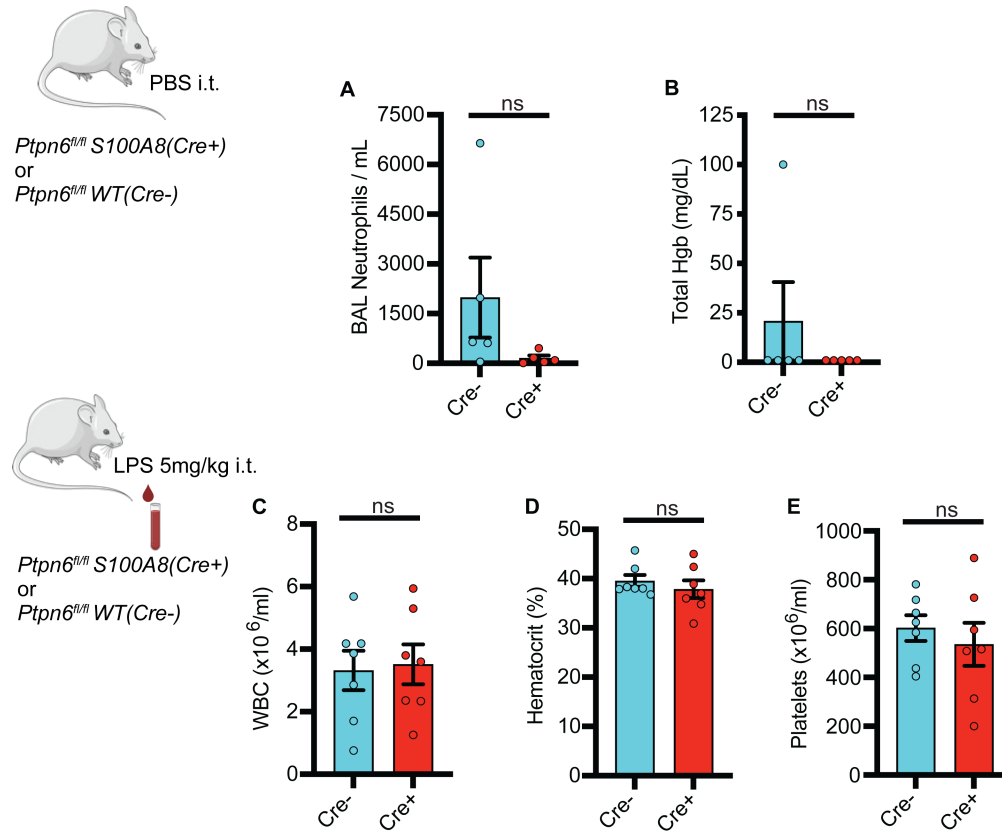 PBS i.t.
Ptpn6fl/fl S100A8(Cre+)
or
Ptpn6fl/fl WT(Cre-)
A
ns
BAL Neutrophils / mL
7500
6000
4500
3000
1500
0
Cre-
Cre+
B
ns
Total Hgb (mg/dL)
125
100
75
50
25
0
Cre-
Cre+
LPS 5mg/kg i.t.
Ptpn6fl/fl S100A8(Cre+)
or
Ptpn6fl/fl WT(Cre-)
C
ns
WBC (x10 6/ml)
8
6
4
2
0
Cre-
Cre+
D
ns
Hematocrit (%)
50
40
30
20
10
0
Cre-
Cre+
E
ns
Platelets (x106/ml)
1000
800
600
400
200
0
Cre-
Cre+